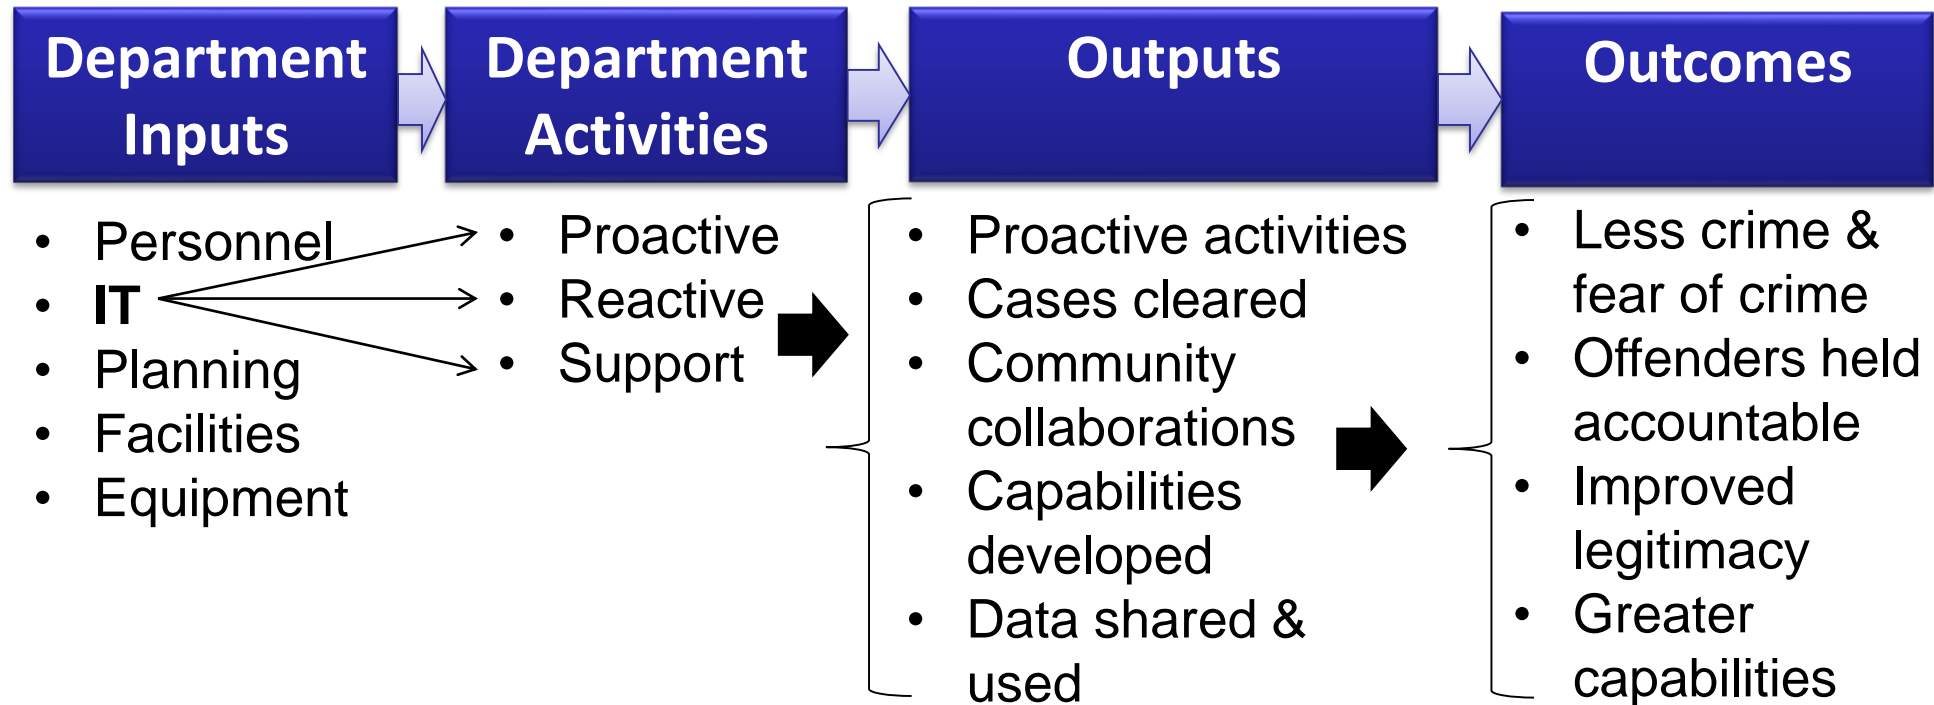 Department
Inputs
Department
Activities
Outputs
Outcomes
• Personnel
• IT
• Planning
• Facilities
• Equipment
• Proactive
• Reactive
• Support
• Proactive activities
• Cases cleared
• Community
collaborations
• Capabilities
developed
• Data shared &
used
• Less crime &
fear of crime
• Offenders held
accountable
• Improved
legitimacy
• Greater
capabilities